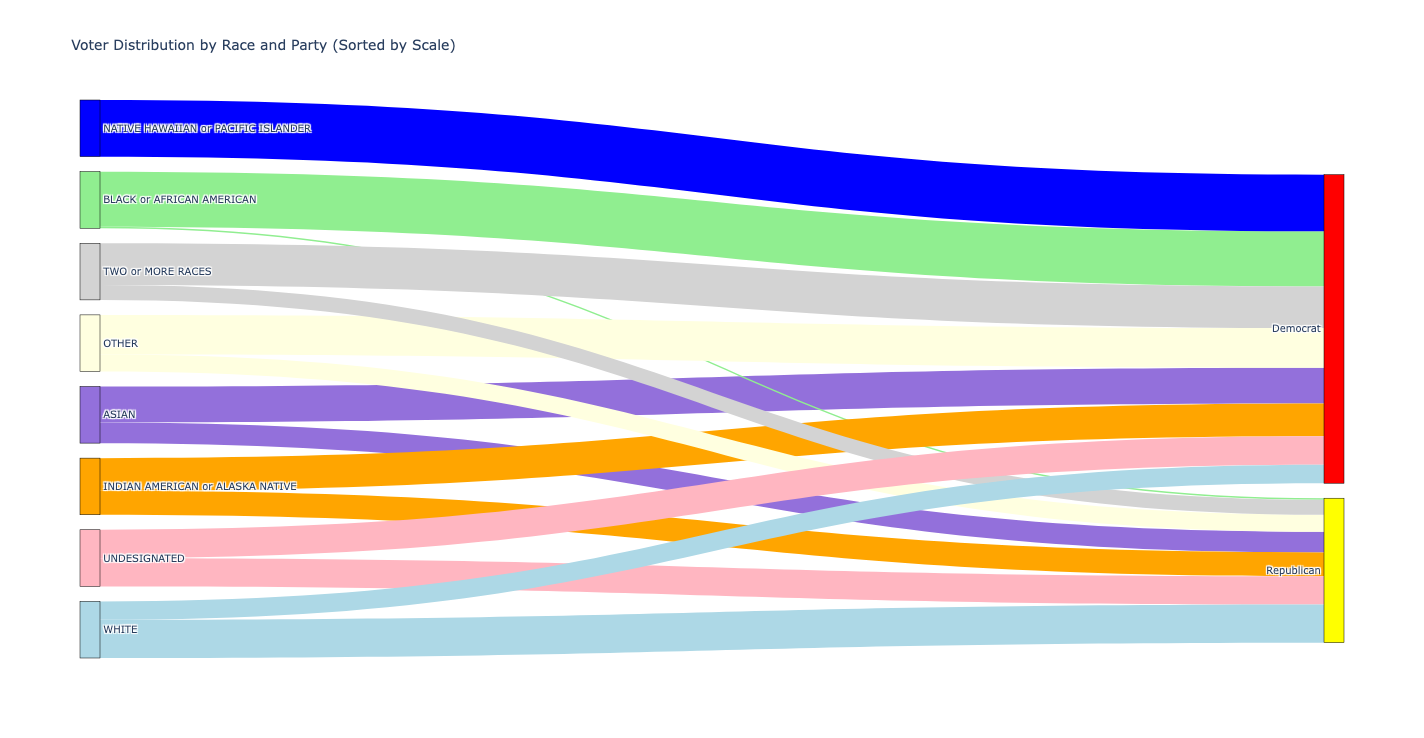 Voter Distribution by Race and Party (Sorted by Scale)
NATIVE HAWAIIAN or PACIFIC ISLANDER
BLACK or AFRICAN AMERICAN
TWO or MORE RACES
Democrat
OTHER
ASIAN
INDIAN AMERICAN or ALASKA NATIVE
UNDESIGNATED
Republican
WHITE